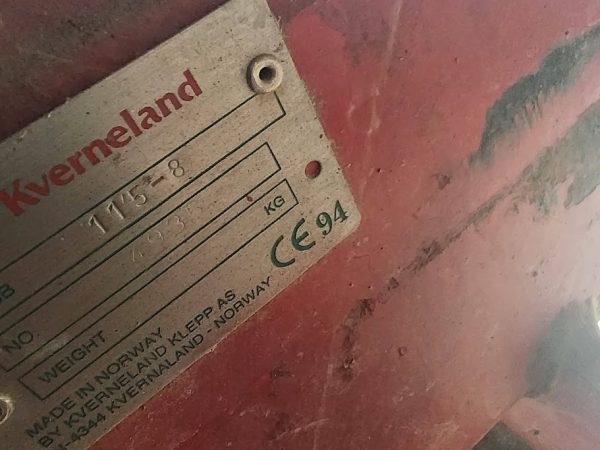 Kverneland
115-8
NO.
WEIGHT KG
CE 94
MADE IN NORWAY
BY KVERNELAND KLEPP AS
-4344 KVERNALAND - NORWAY